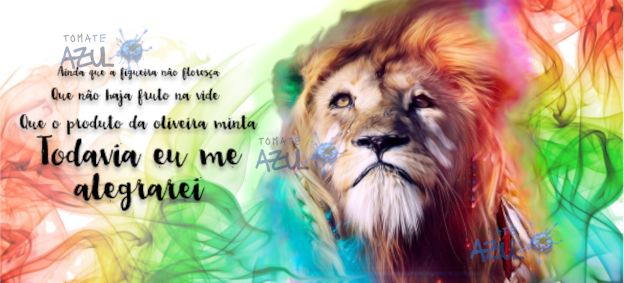 TOMATE
AZUL
Ainda que a figueira não floresça
Que não haja fruto na vide
Que o produto da oliveira minta
Todavia eu me
alegrarei
TOMATE
AZUL
AZUL